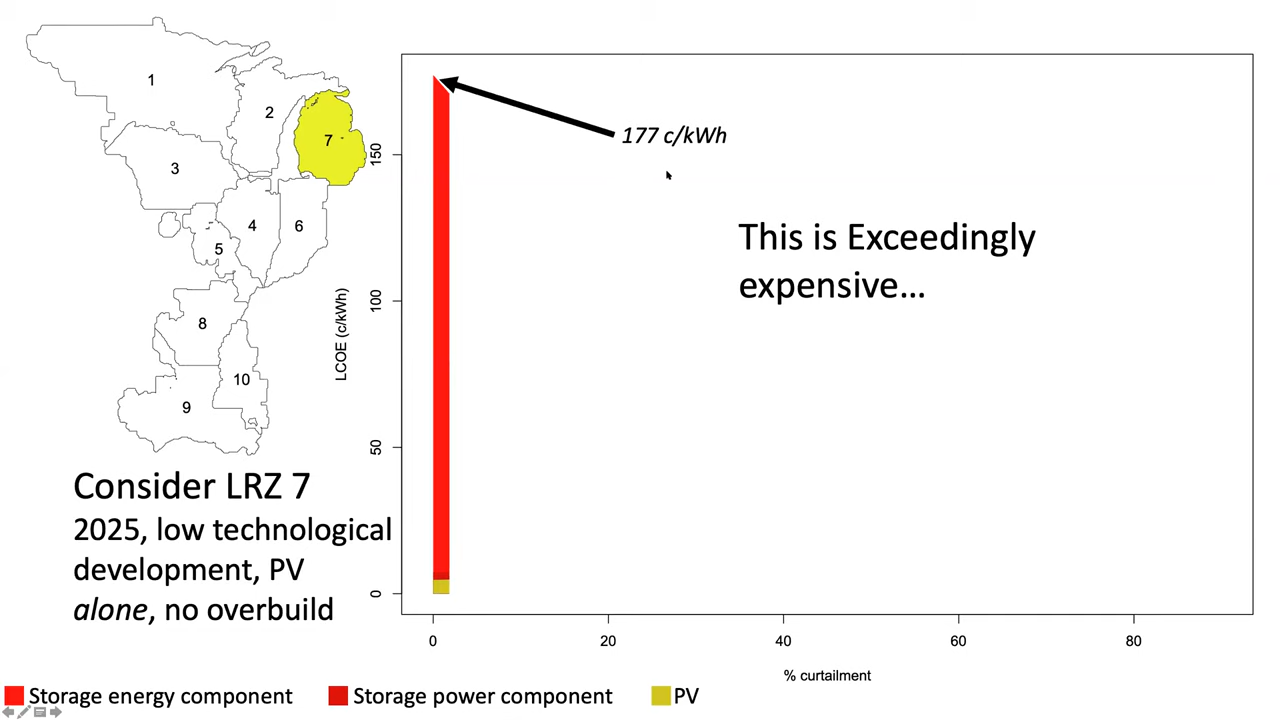 1
2
7
3
4
6
5
8
10
9
Consider LRZ 7
2025, low technological
development, PV
alone, no overbuild
LCOE (c/kWh)
150
100
50
0
177 c/kWh
This is Exceedingly
expensive...
0 20 40 60 80
% curtailment
Storage energy component Storage power component PV